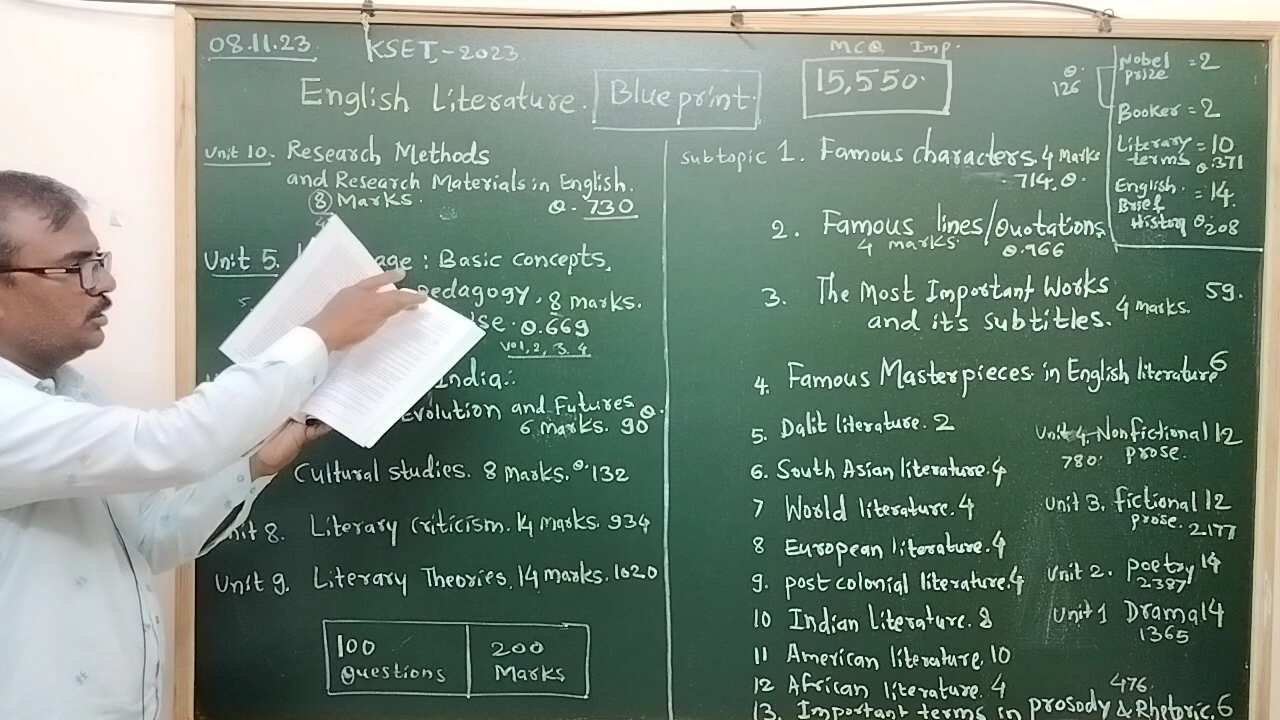 08.11.23 KSET-2023
English Literature. Blue print.
MCQ Imp.
15,550.
Q. 126
Nobel prize = 2
Booker = 2
Literary terms = 10
Q.371
English Brief History = 14.
Q.208
Unit 10. Research Methods
and Research Materials in English.
8 Marks. Q. 730
Unit 5. : Basic concepts,
pedagogy. 8 marks.
Q.669
Vol, 2, 3. 4
India:
Evolution and Futures
6 marks. 90 Q.
Cultural studies. 8 Marks. Q. 132
8. Literary Criticism. 14 marks. 934
Unit 9. Literary Theories. 14 marks. 1020
100 Questions
200 Marks
subtopic 1. Famous characters. 4 Marks
714. Q.
2. Famous lines/Quotations
4 marks. Q.966
3. The Most Important Works
and its subtitles. 4 marks. 59.
4. Famous Masterpieces in English literature 6
5. Dalit literature. 2
6. South Asian literature. 4
7 World literature. 4
8 European literature. 4
9. post colonial literature. 4
10 Indian Literature. 8
11 American literature. 10
12 African literature. 4
476.
13. Important terms in prosody & Rhetoric. 6
Unit 4. Nonfictional 12
780. prose.
Unit 3. fictional 12
prose. 2177
Unit 2. poetry 14
2387
Unit 1 Drama 14
1365